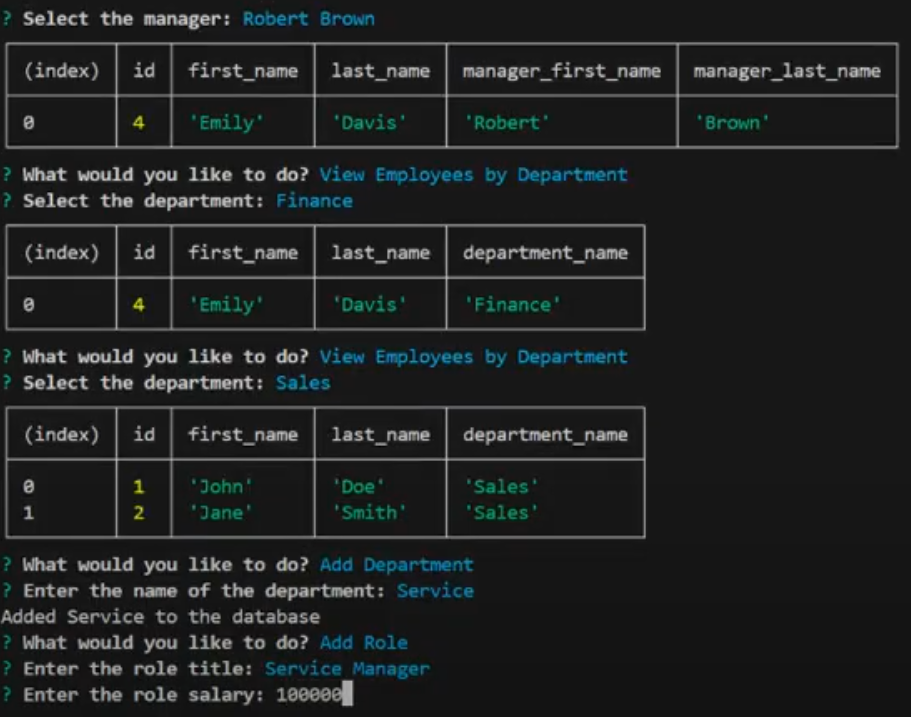 ? Select the manager: Robert Brown
(index) id first_name last_name manager_first_name manager_last_name
0 4 'Emily' 'Davis' 'Robert' 'Brown'
? What would you like to do? View Employees by Department
? Select the department: Finance
(index) id first_name last_name department_name
0 4 'Emily' 'Davis' 'Finance'
? What would you like to do? View Employees by Department
? Select the department: Sales
(index) id first_name last_name department_name
0 1 'John' 'Doe' 'Sales'
1 2 'Jane' 'Smith' 'Sales'
? What would you like to do? Add Department
? Enter the name of the department: Service
Added Service to the database
? What would you like to do? Add Role
? Enter the role title: Service Manager
? Enter the role salary: 100000